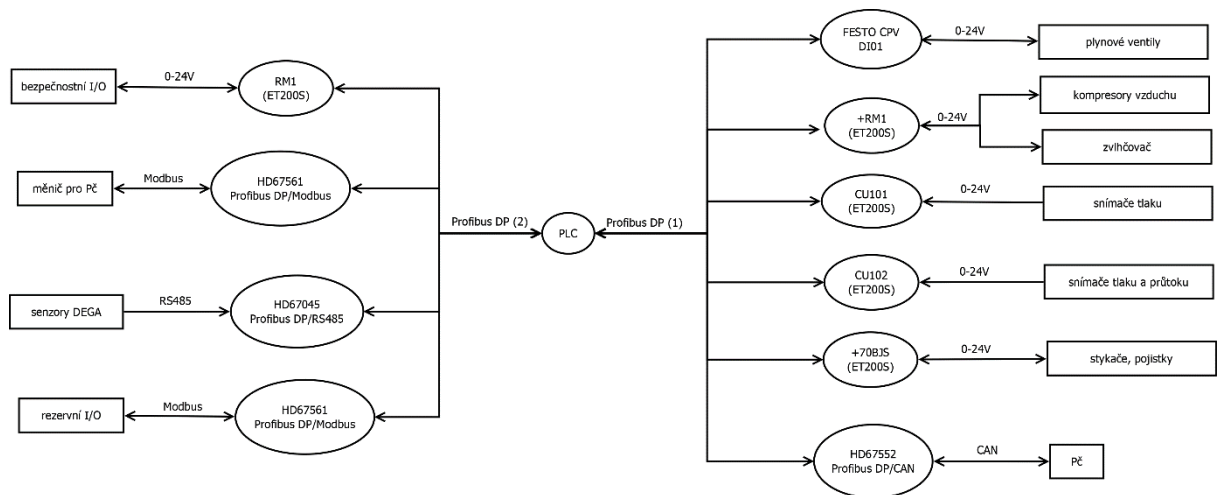 bezpečnostní I/O
0-24V
RM1
(ET200S)
měnič pro Pč
Modbus
HD67561
Profibus DP/Modbus
senzory DEGA
RS485
HD67045
Profibus DP/RS485
rezervní I/O
Modbus
HD67561
Profibus DP/Modbus
Profibus DP (2)
PLC
Profibus DP (1)
FESTO CPV
DI01
0-24V
plynové ventily
+RM1
(ET200S)
0-24V
kompresory vzduchu
zvlhčovač
CU101
(ET200S)
0-24V
snímače tlaku
CU102
(ET200S)
0-24V
snímače tlaku a průtoku
+70BJS
(ET200S)
0-24V
stykače, pojistky
HD67552
Profibus DP/CAN
CAN
Pč